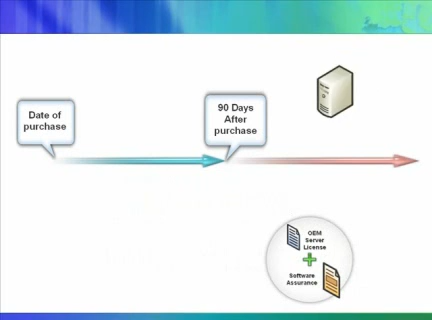 Date of
purchase
90 Days
After
purchase
OEM
Server
License
Software
Assurance